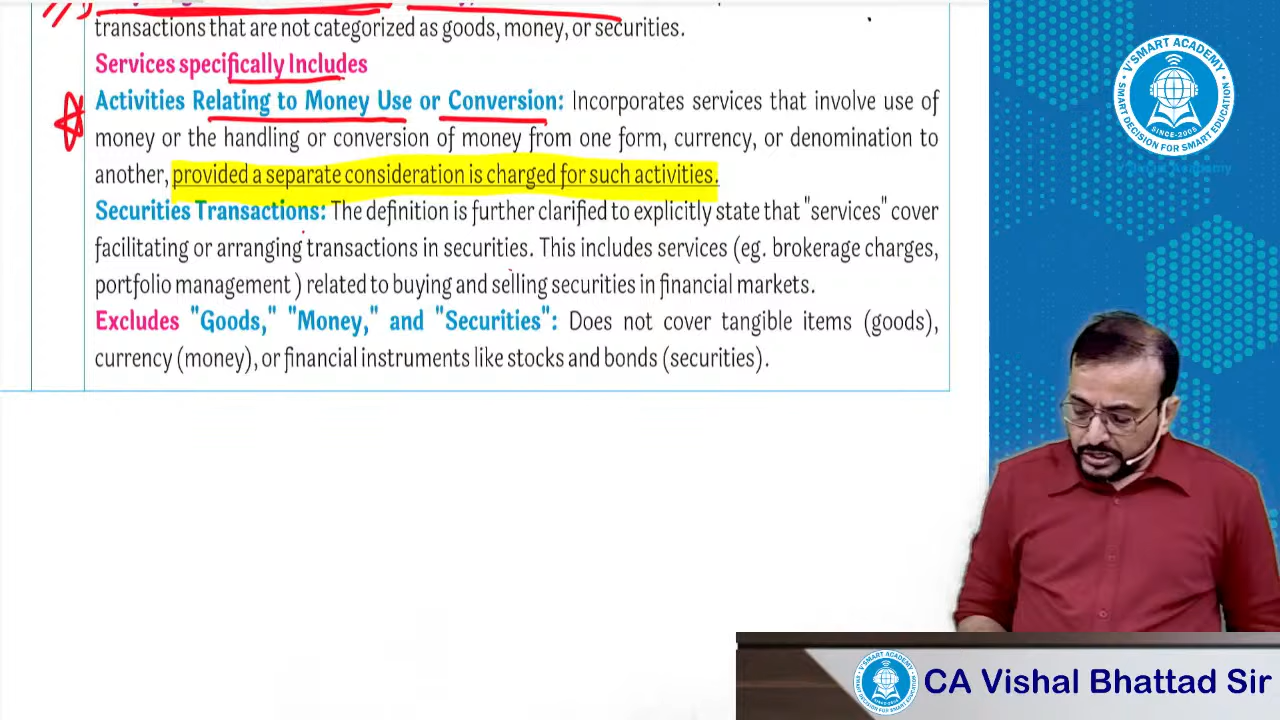 transactions that are not categorized as goods, money, or securities.
Services specifically Includes
Activities Relating to Money Use or Conversion: Incorporates services that involve use of
money or the handling or conversion of money from one form, currency, or denomination to
another, provided a separate consideration is charged for such activities.
Securities Transactions: The definition is further clarified to explicitly state that "services" cover
facilitating or arranging transactions in securities. This includes services (eg. brokerage charges,
portfolio management ) related to buying and selling securities in financial markets.
Excludes "Goods," "Money," and "Securities": Does not cover tangible items (goods),
currency (money), or financial instruments like stocks and bonds (securities).
V'SMART ACADEMY
SINCE-2008
SMART DECISION FOR SMART EDUCATION
V'SMART ACADEMY
CA Vishal Bhattad Sir